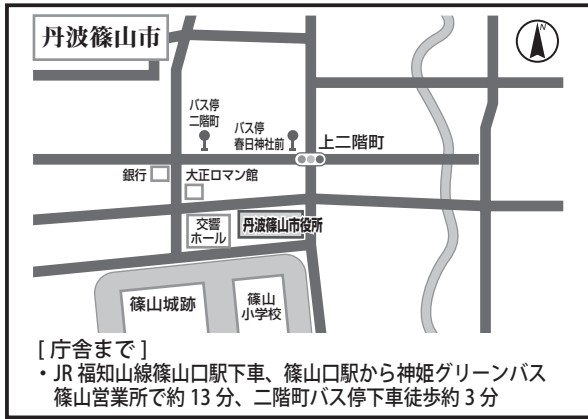 丹波篠山市
N
バス停
二階町
バス停
春日神社前
上二階町
銀行
大正ロマン館
交響
ホール
丹波篠山市役所
篠山城跡
篠山
小学校
[ 庁舎まで ]
・JR 福知山線篠山口駅下車、篠山口駅から神姫グリーンバス
篠山営業所で約 13 分、二階町バス停下車徒歩約 3 分